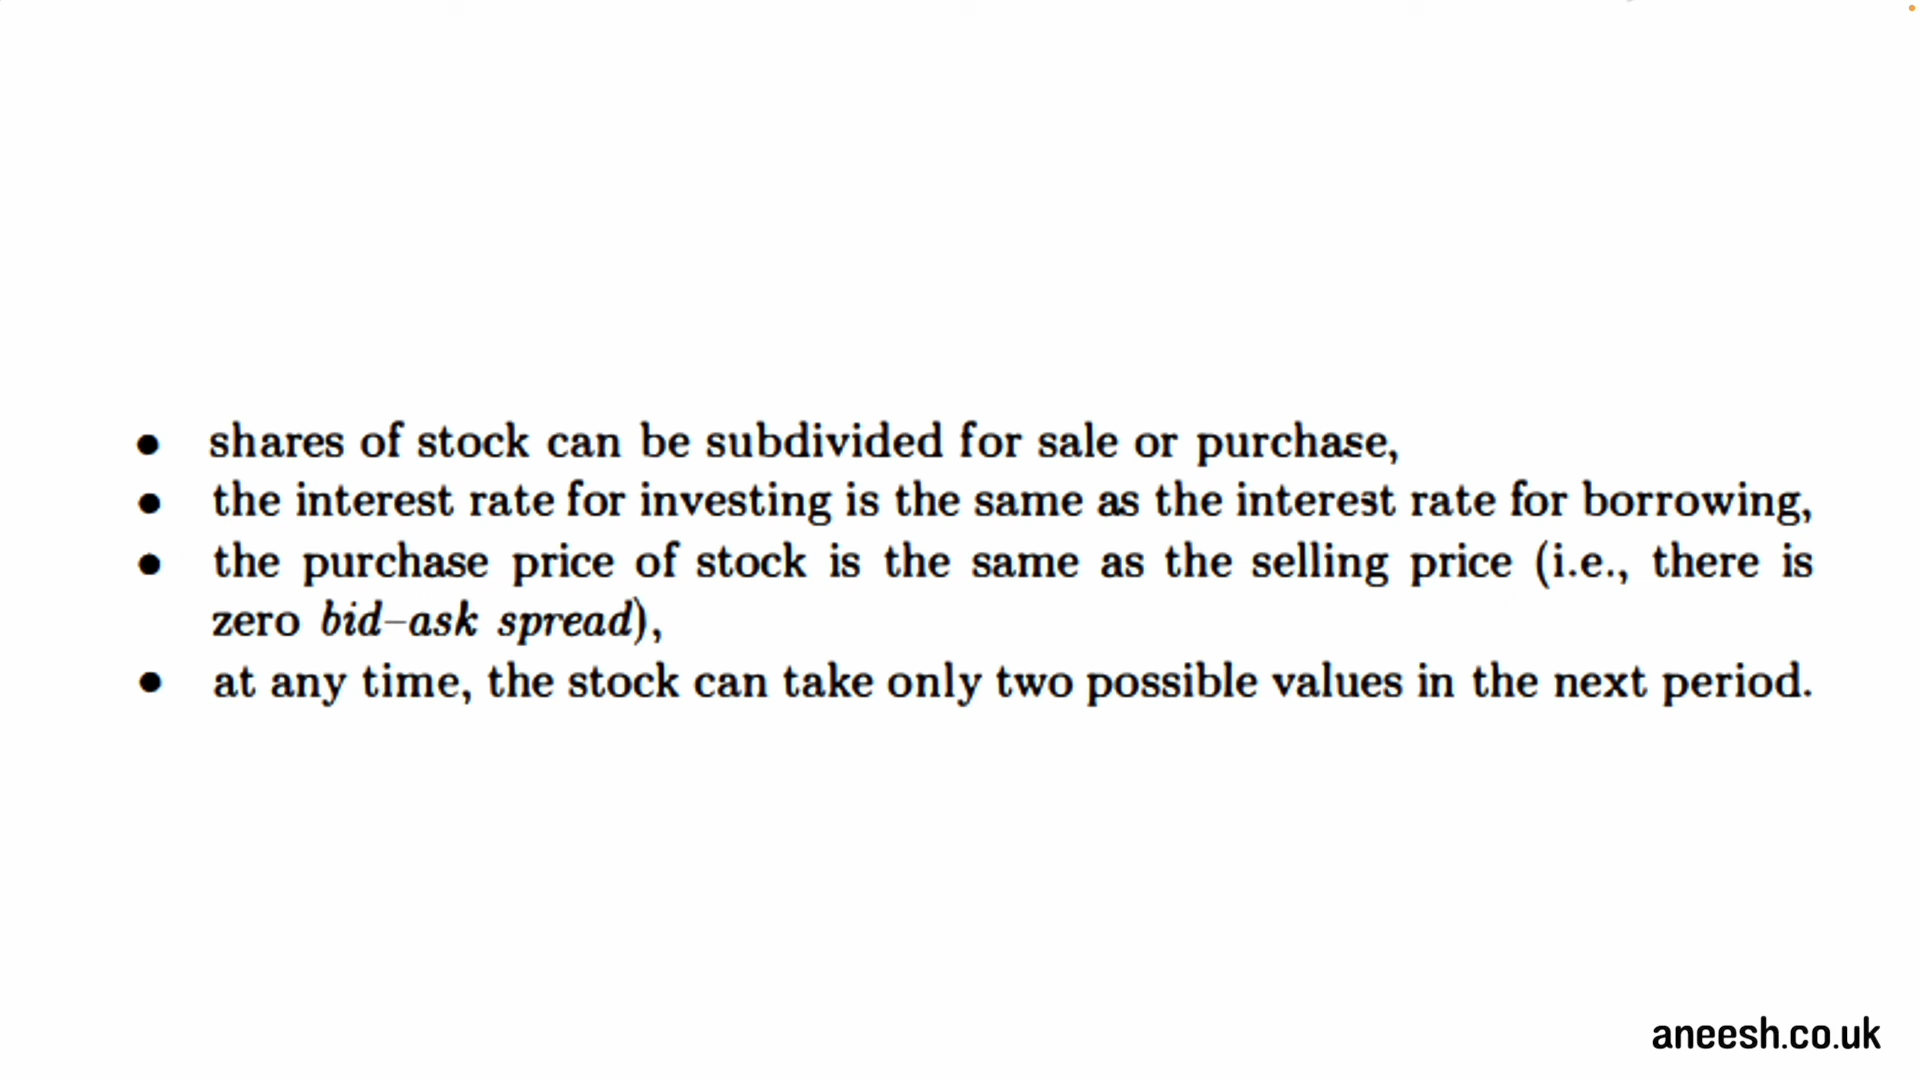 • shares of stock can be subdivided for sale or purchase,
• the interest rate for investing is the same as the interest rate for borrowing,
• the purchase price of stock is the same as the selling price (i.e., there is
zero bid–ask spread),
• at any time, the stock can take only two possible values in the next period.
aneesh.co.uk